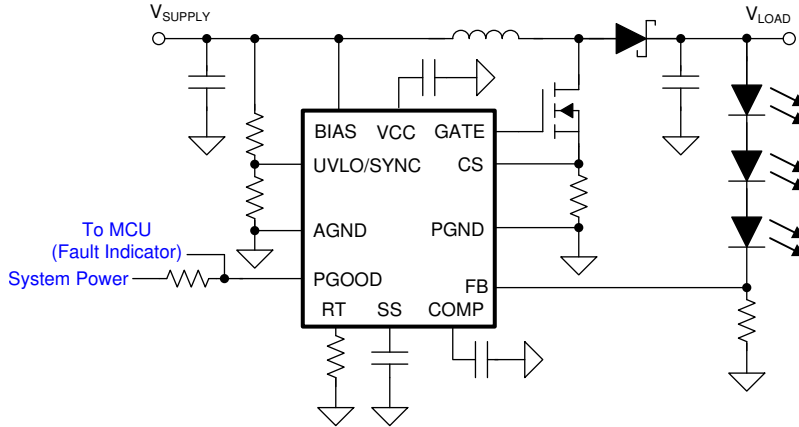 VSUPPLY
VLOAD
BIAS VCC GATE
UVLO/SYNC CS
AGND PGND
To MCU
(Fault Indicator)
System Power
PGOOD FB
RT SS COMP